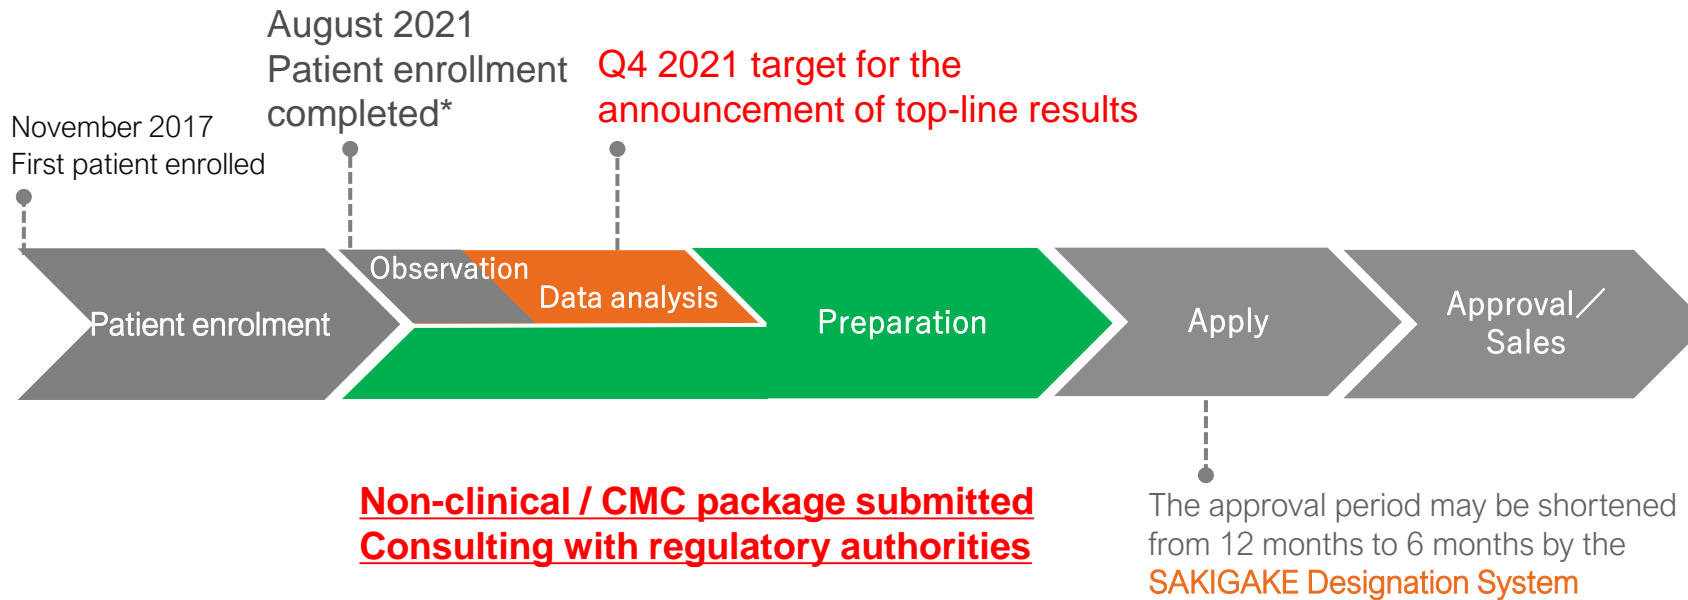 November 2017
First patient enrolled
August 2021
Patient enrollment
completed*
Q4 2021 target for the
announcement of top-line results
Patient enrolment
Observation
Data analysis
Preparation
Apply
Approval／
Sales
Non-clinical / CMC package submitted
Consulting with regulatory authorities
The approval period may be shortened
from 12 months to 6 months by the
SAKIGAKE Designation System